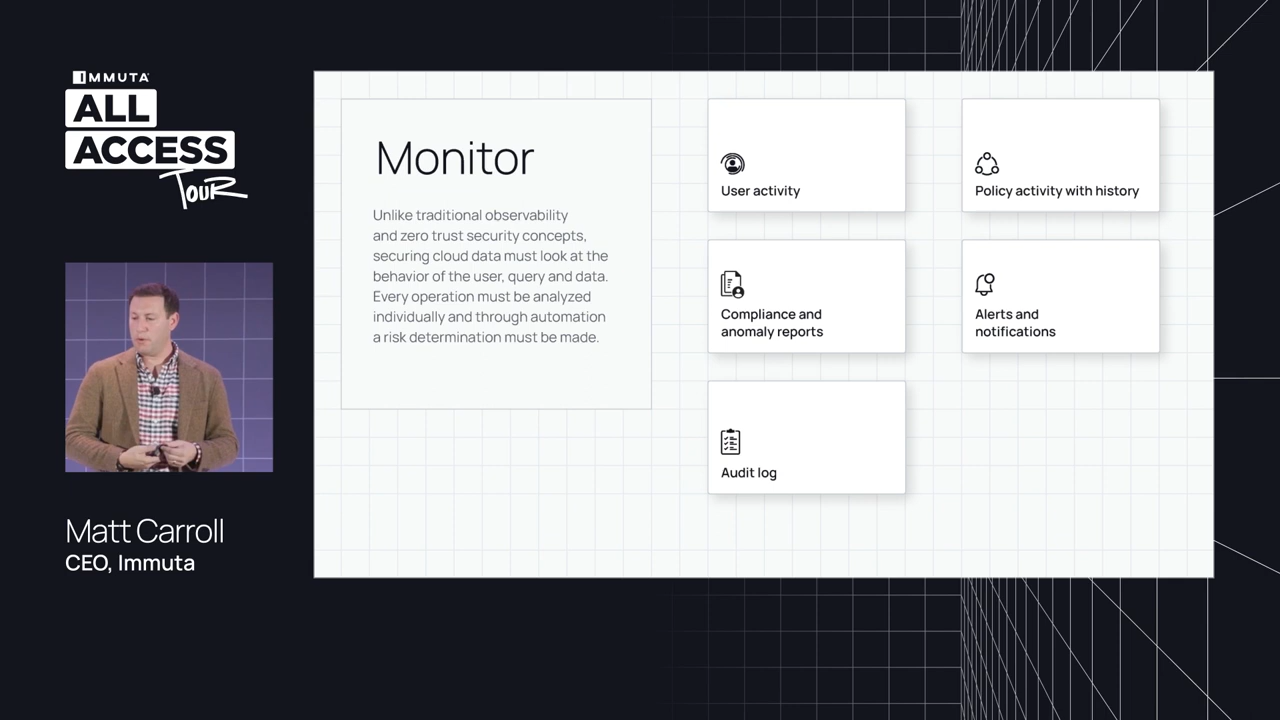 IMMUTA
ALL
ACCESS
TOUR
Matt Carroll
CEO, Immuta
Monitor
Unlike traditional observability
and zero trust security concepts,
securing cloud data must look at the
behavior of the user, query and data.
Every operation must be analyzed
individually and through automation
a risk determination must be made.
User activity
Policy activity with history
Compliance and
anomaly reports
Alerts and
notifications
Audit log